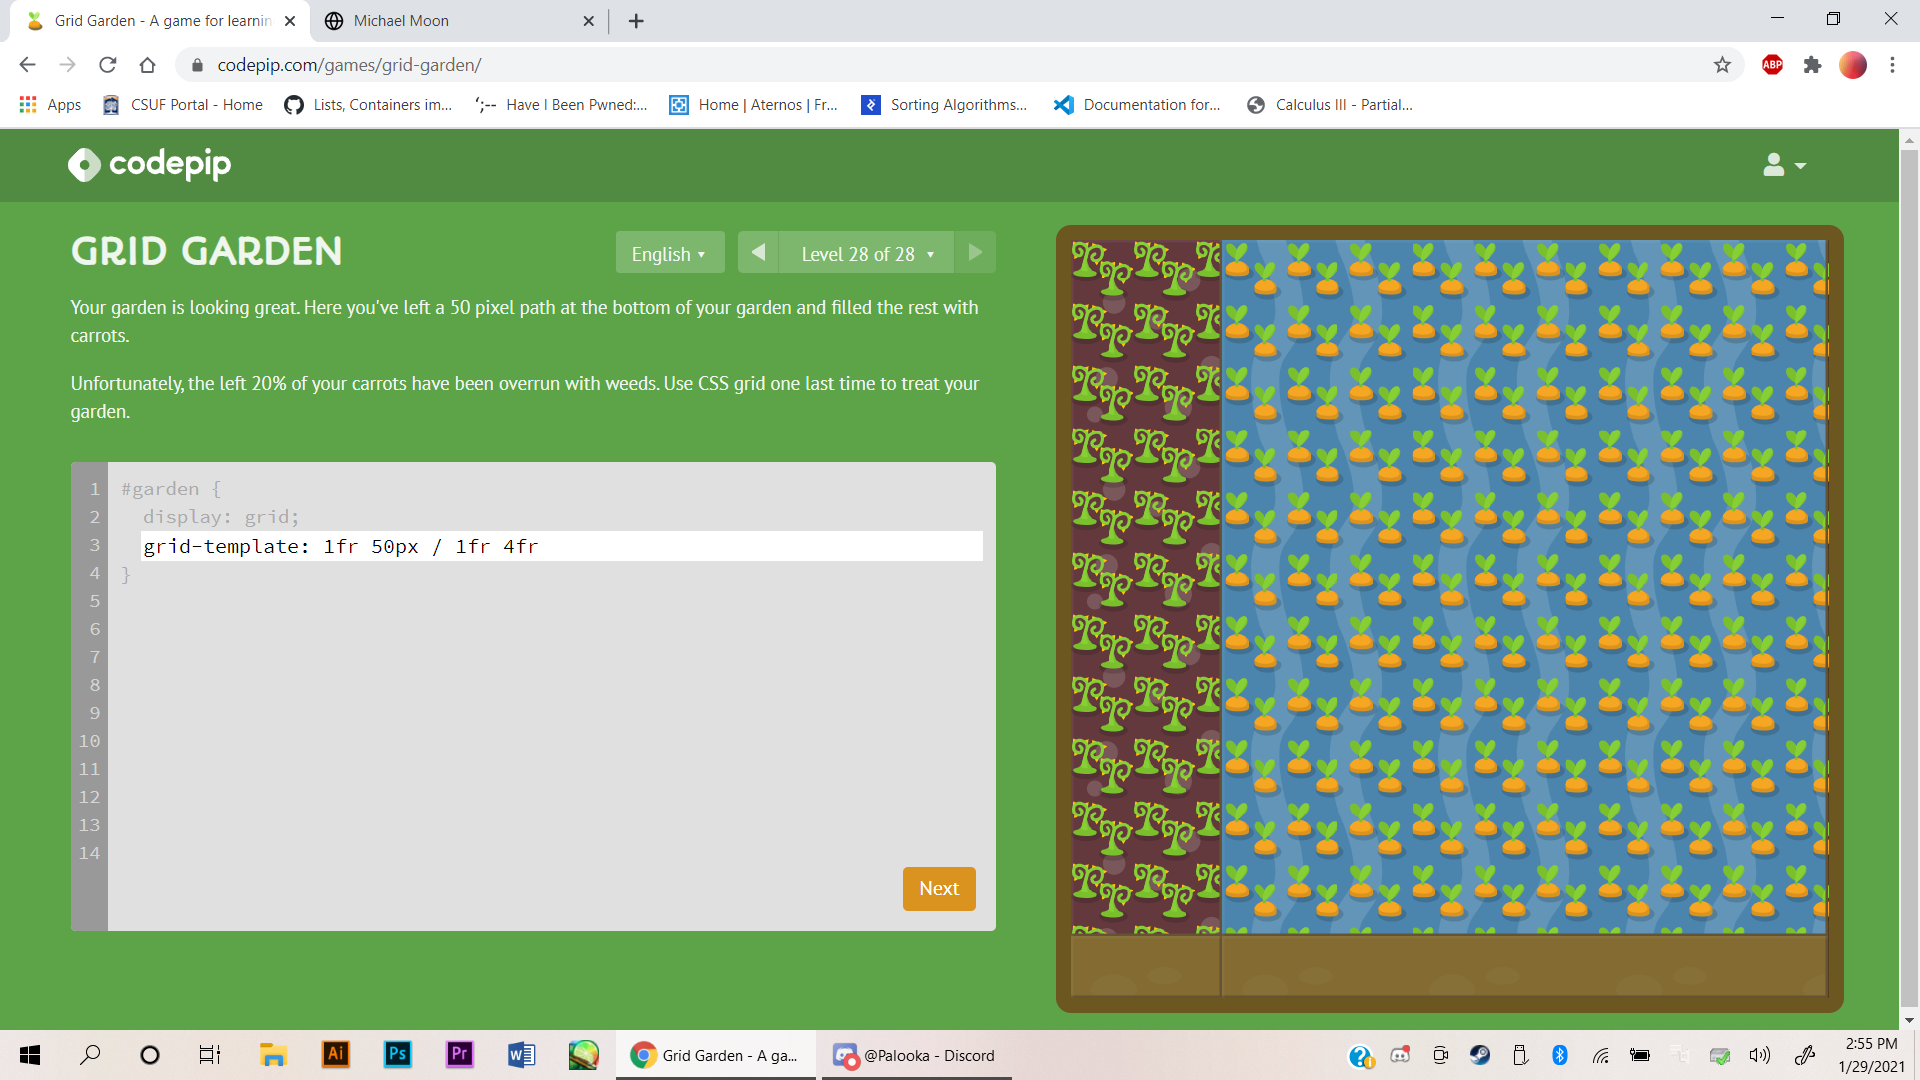 Grid Garden - A game for learnin
Michael Moon
codepip.com/games/grid-garden/
ABP
Apps
CSUF Portal - Home
Lists, Containers im...
Have I Been Pwned:...
Home | Aternos | Fr...
Sorting Algorithms...
Documentation for...
Calculus III - Partial...
codepip
GRID GARDEN
English
Level 28 of 28
Your garden is looking great. Here you've left a 50 pixel path at the bottom of your garden and filled the rest with
carrots.
Unfortunately, the left 20% of your carrots have been overrun with weeds. Use CSS grid one last time to treat your
garden.
1 #garden {
2 display: grid;
3 grid-template: 1fr 50px / 1fr 4fr
4 }
5
6
7
8
9
10
11
12
13
14
Next
Ai
Ps
Pr
Grid Garden - A ga...
@Palooka - Discord
2:55 PM
1/29/2021